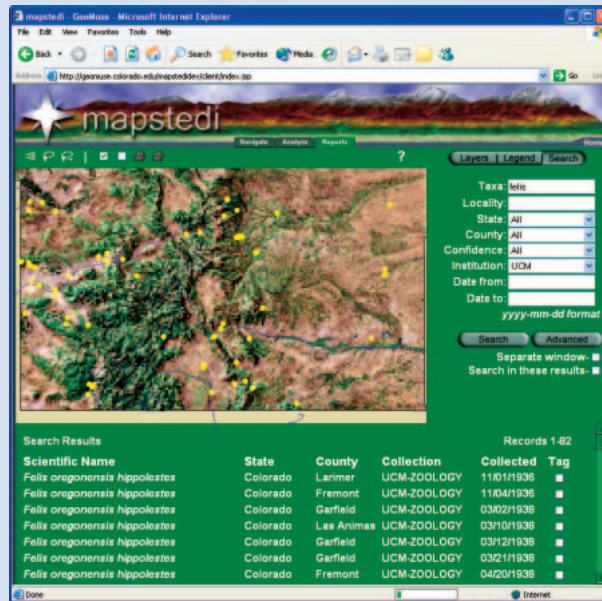 mapstedi - GeoMuse - Microsoft Internet Explorer
File Edit View Favorites Tools Help
Back Search Favorites Media
Address http://geomuse.colorado.edu/mapstedidev/client/index.jsp Go
mapstedi
Navigate Analyze Reports Home
? Layers Legend Search
Taxa: felis
Locality:
State: All
County: All
Confidence: All
Institution: UCM
Date from:
Date to:
yyyy-mm-dd format
Search Advanced
Separate window-
Search in these results-
Search Results Records 1-82
Scientific Name State County Collection Collected Tag
Felis oregonensis hippolestes Colorado Larimer UCM-ZOOLOGY 11/01/1936
Felis oregonensis hippolestes Colorado Fremont UCM-ZOOLOGY 11/04/1936
Felis oregonensis hippolestes Colorado Garfield UCM-ZOOLOGY 03/02/1938
Felis oregonensis hippolestes Colorado Las Animas UCM-ZOOLOGY 03/10/1938
Felis oregonensis hippolestes Colorado Garfield UCM-ZOOLOGY 03/12/1938
Felis oregonensis hippolestes Colorado Garfield UCM-ZOOLOGY 03/21/1938
Felis oregonensis hippolestes Colorado Fremont UCM-ZOOLOGY 04/20/1938
Done Internet